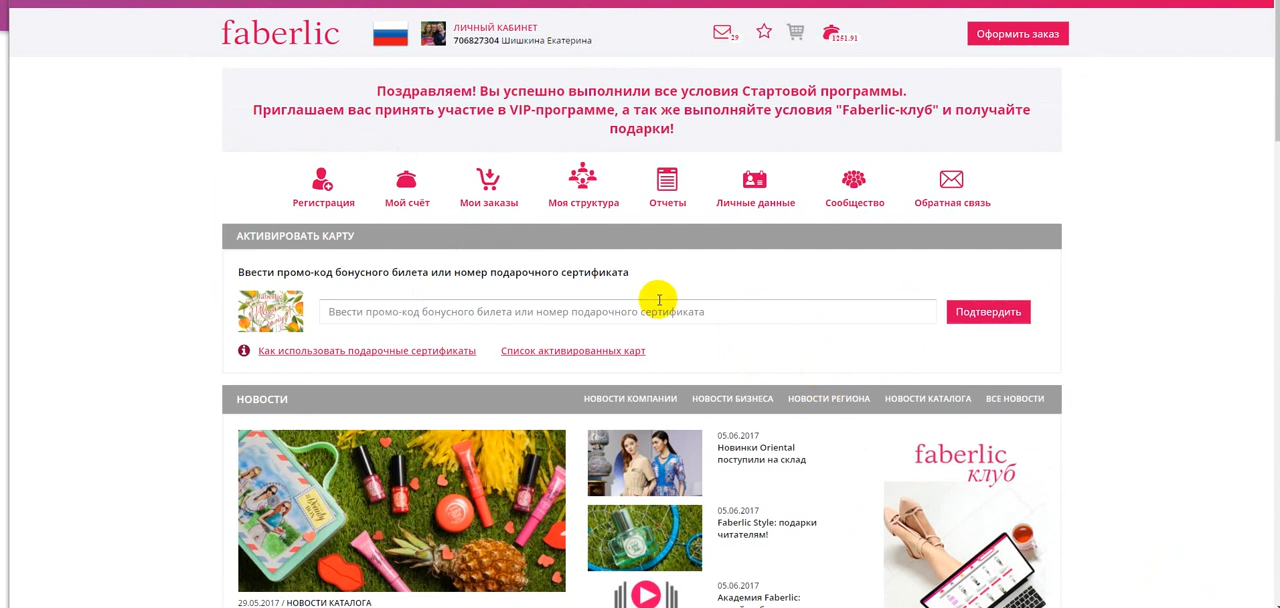 faberlic
ЛИЧНЫЙ КАБИНЕТ
706827304 Шишкина Екатерина
29
1251.91
Оформить заказ
Поздравляем! Вы успешно выполнили все условия Стартовой программы.
Приглашаем вас принять участие в VIP-программе, а так же выполняйте условия "Faberlic-клуб" и получайте
подарки!
Регистрация
Мой счёт
Мои заказы
Моя структура
Отчеты
Личные данные
Сообщество
Обратная связь
АКТИВИРОВАТЬ КАРТУ
Ввести промо-код бонусного билета или номер подарочного сертификата
Ввести промо-код бонусного билета или номер подарочного сертификата
Подтвердить
Как использовать подарочные сертификаты
Список активированных карт
НОВОСТИ
НОВОСТИ КОМПАНИИ
НОВОСТИ БИЗНЕСА
НОВОСТИ РЕГИОНА
НОВОСТИ КАТАЛОГА
ВСЕ НОВОСТИ
05.06.2017
Новинки Oriental
поступили на склад
05.06.2017
Faberlic Style: подарки
читателям!
05.06.2017
Академия Faberlic:
faberlic
клуб
29.05.2017 / НОВОСТИ КАТАЛОГА